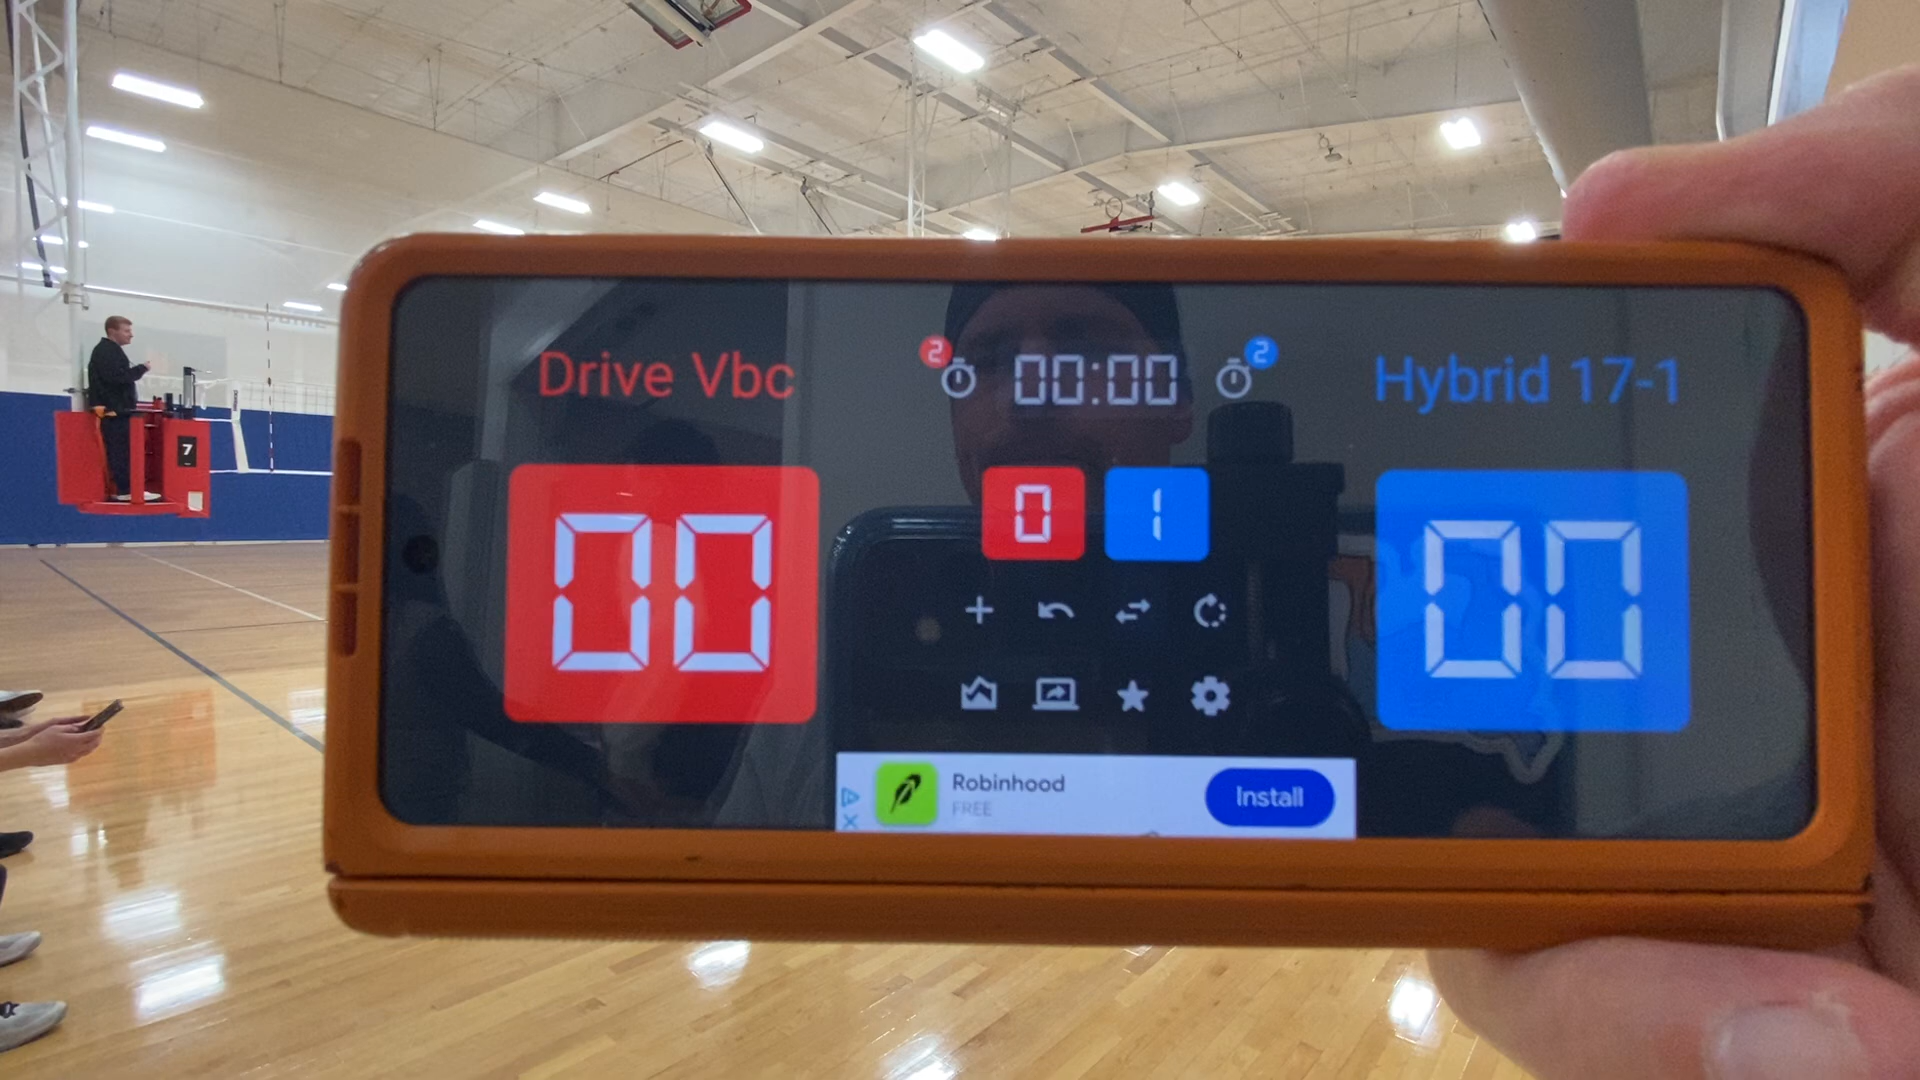 Drive Vbc
2
00:00
2
Hybrid 17-1
00
0
1
00
Robinhood
FREE
Install
7